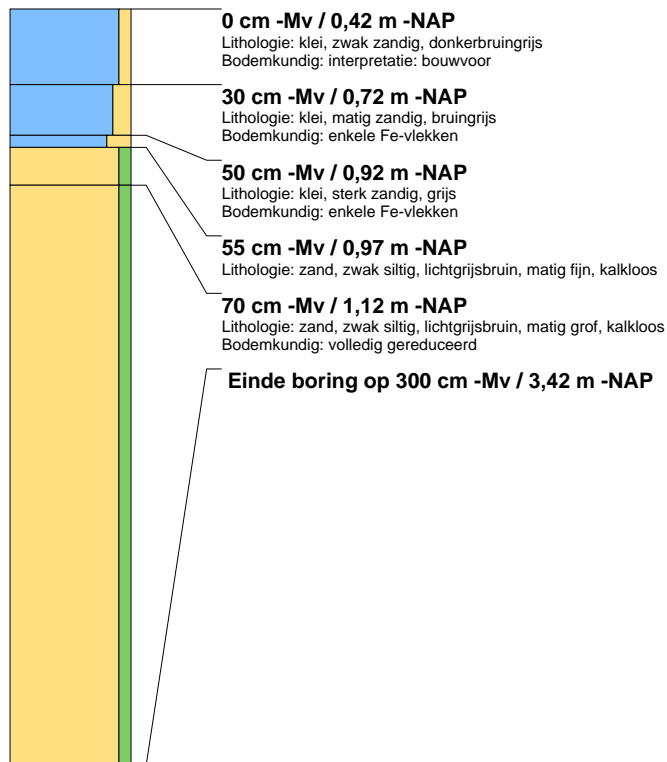 0 cm -Mv / 0,42 m -NAP
Lithologie: klei, zwak zandig, donkerbruingrijs
Bodemkundig: interpretatie: bouwvoor
30 cm -Mv / 0,72 m -NAP
Lithologie: klei, matig zandig, bruingrijs
Bodemkundig: enkele Fe-vlekken
50 cm -Mv / 0,92 m -NAP
Lithologie: klei, sterk zandig, grijs
Bodemkundig: enkele Fe-vlekken
55 cm -Mv / 0,97 m -NAP
Lithologie: zand, zwak siltig, lichtgrijsbruin, matig fijn, kalkloos
70 cm -Mv / 1,12 m -NAP
Lithologie: zand, zwak siltig, lichtgrijsbruin, matig grof, kalkloos
Bodemkundig: volledig gereduceerd
Einde boring op 300 cm -Mv / 3,42 m -NAP